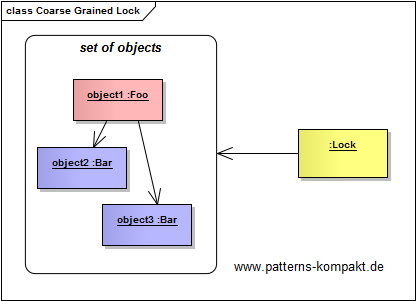 class Coarse Grained Lock
set of objects
object1 :Foo
:Lock
object2 :Bar
object3 :Bar
www.patterns-kompakt.de